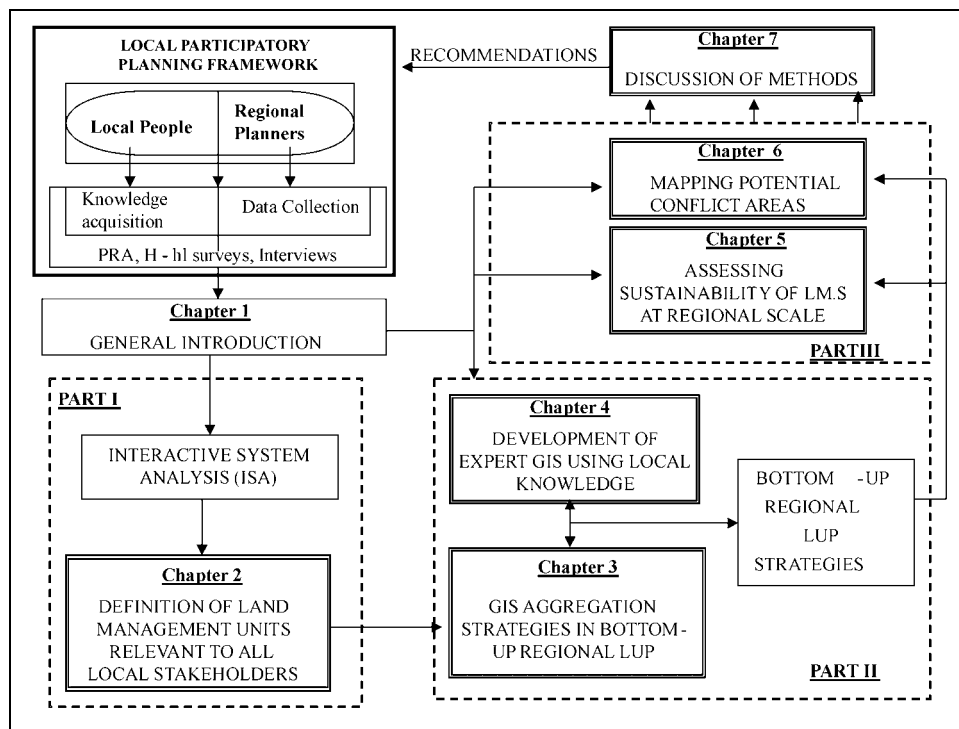 LOCAL PARTICIPATORY
PLANNING FRAMEWORK
Local People
Regional
Planners
Knowledge
acquisition
Data Collection
PRA, H - hl surveys, Interviews
RECOMMENDATIONS
Chapter 7
DISCUSSION OF METHODS
Chapter 6
MAPPING POTENTIAL
CONFLICT AREAS
Chapter 5
ASSESSING
SUSTAINABILITY OF LM.S
AT REGIONAL SCALE
PARTIII
Chapter 1
GENERAL INTRODUCTION
PART I
INTERACTIVE SYSTEM
ANALYSIS (ISA)
Chapter 2
DEFINITION OF LAND
MANAGEMENT UNITS
RELEVANT TO ALL
LOCAL STAKEHOLDERS
Chapter 4
DEVELOPMENT OF
EXPERT GIS USING LOCAL
KNOWLEDGE
Chapter 3
GIS AGGREGATION
STRATEGIES IN BOTTOM -
UP REGIONAL LUP
BOTTOM -UP
REGIONAL
LUP
STRATEGIES
PART II